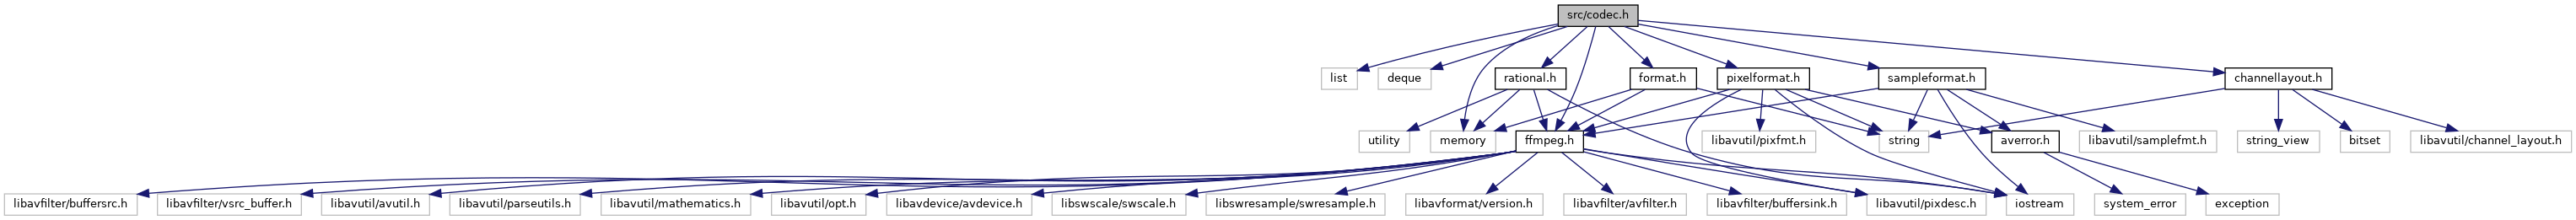 src/codec.h
list
deque
rational.h
format.h
pixelformat.h
sampleformat.h
channellayout.h
utility
memory
ffmpeg.h
libavutil/pixfmt.h
string
averror.h
libavutil/samplefmt.h
string_view
bitset
libavutil/channel_layout.h
libavfilter/buffersrc.h
libavfilter/vsrc_buffer.h
libavutil/avutil.h
libavutil/parseutils.h
libavutil/mathematics.h
libavutil/opt.h
libavdevice/avdevice.h
libswscale/swscale.h
libswresample/swresample.h
libavformat/version.h
libavfilter/avfilter.h
libavfilter/buffersink.h
libavutil/pixdesc.h
iostream
system_error
exception